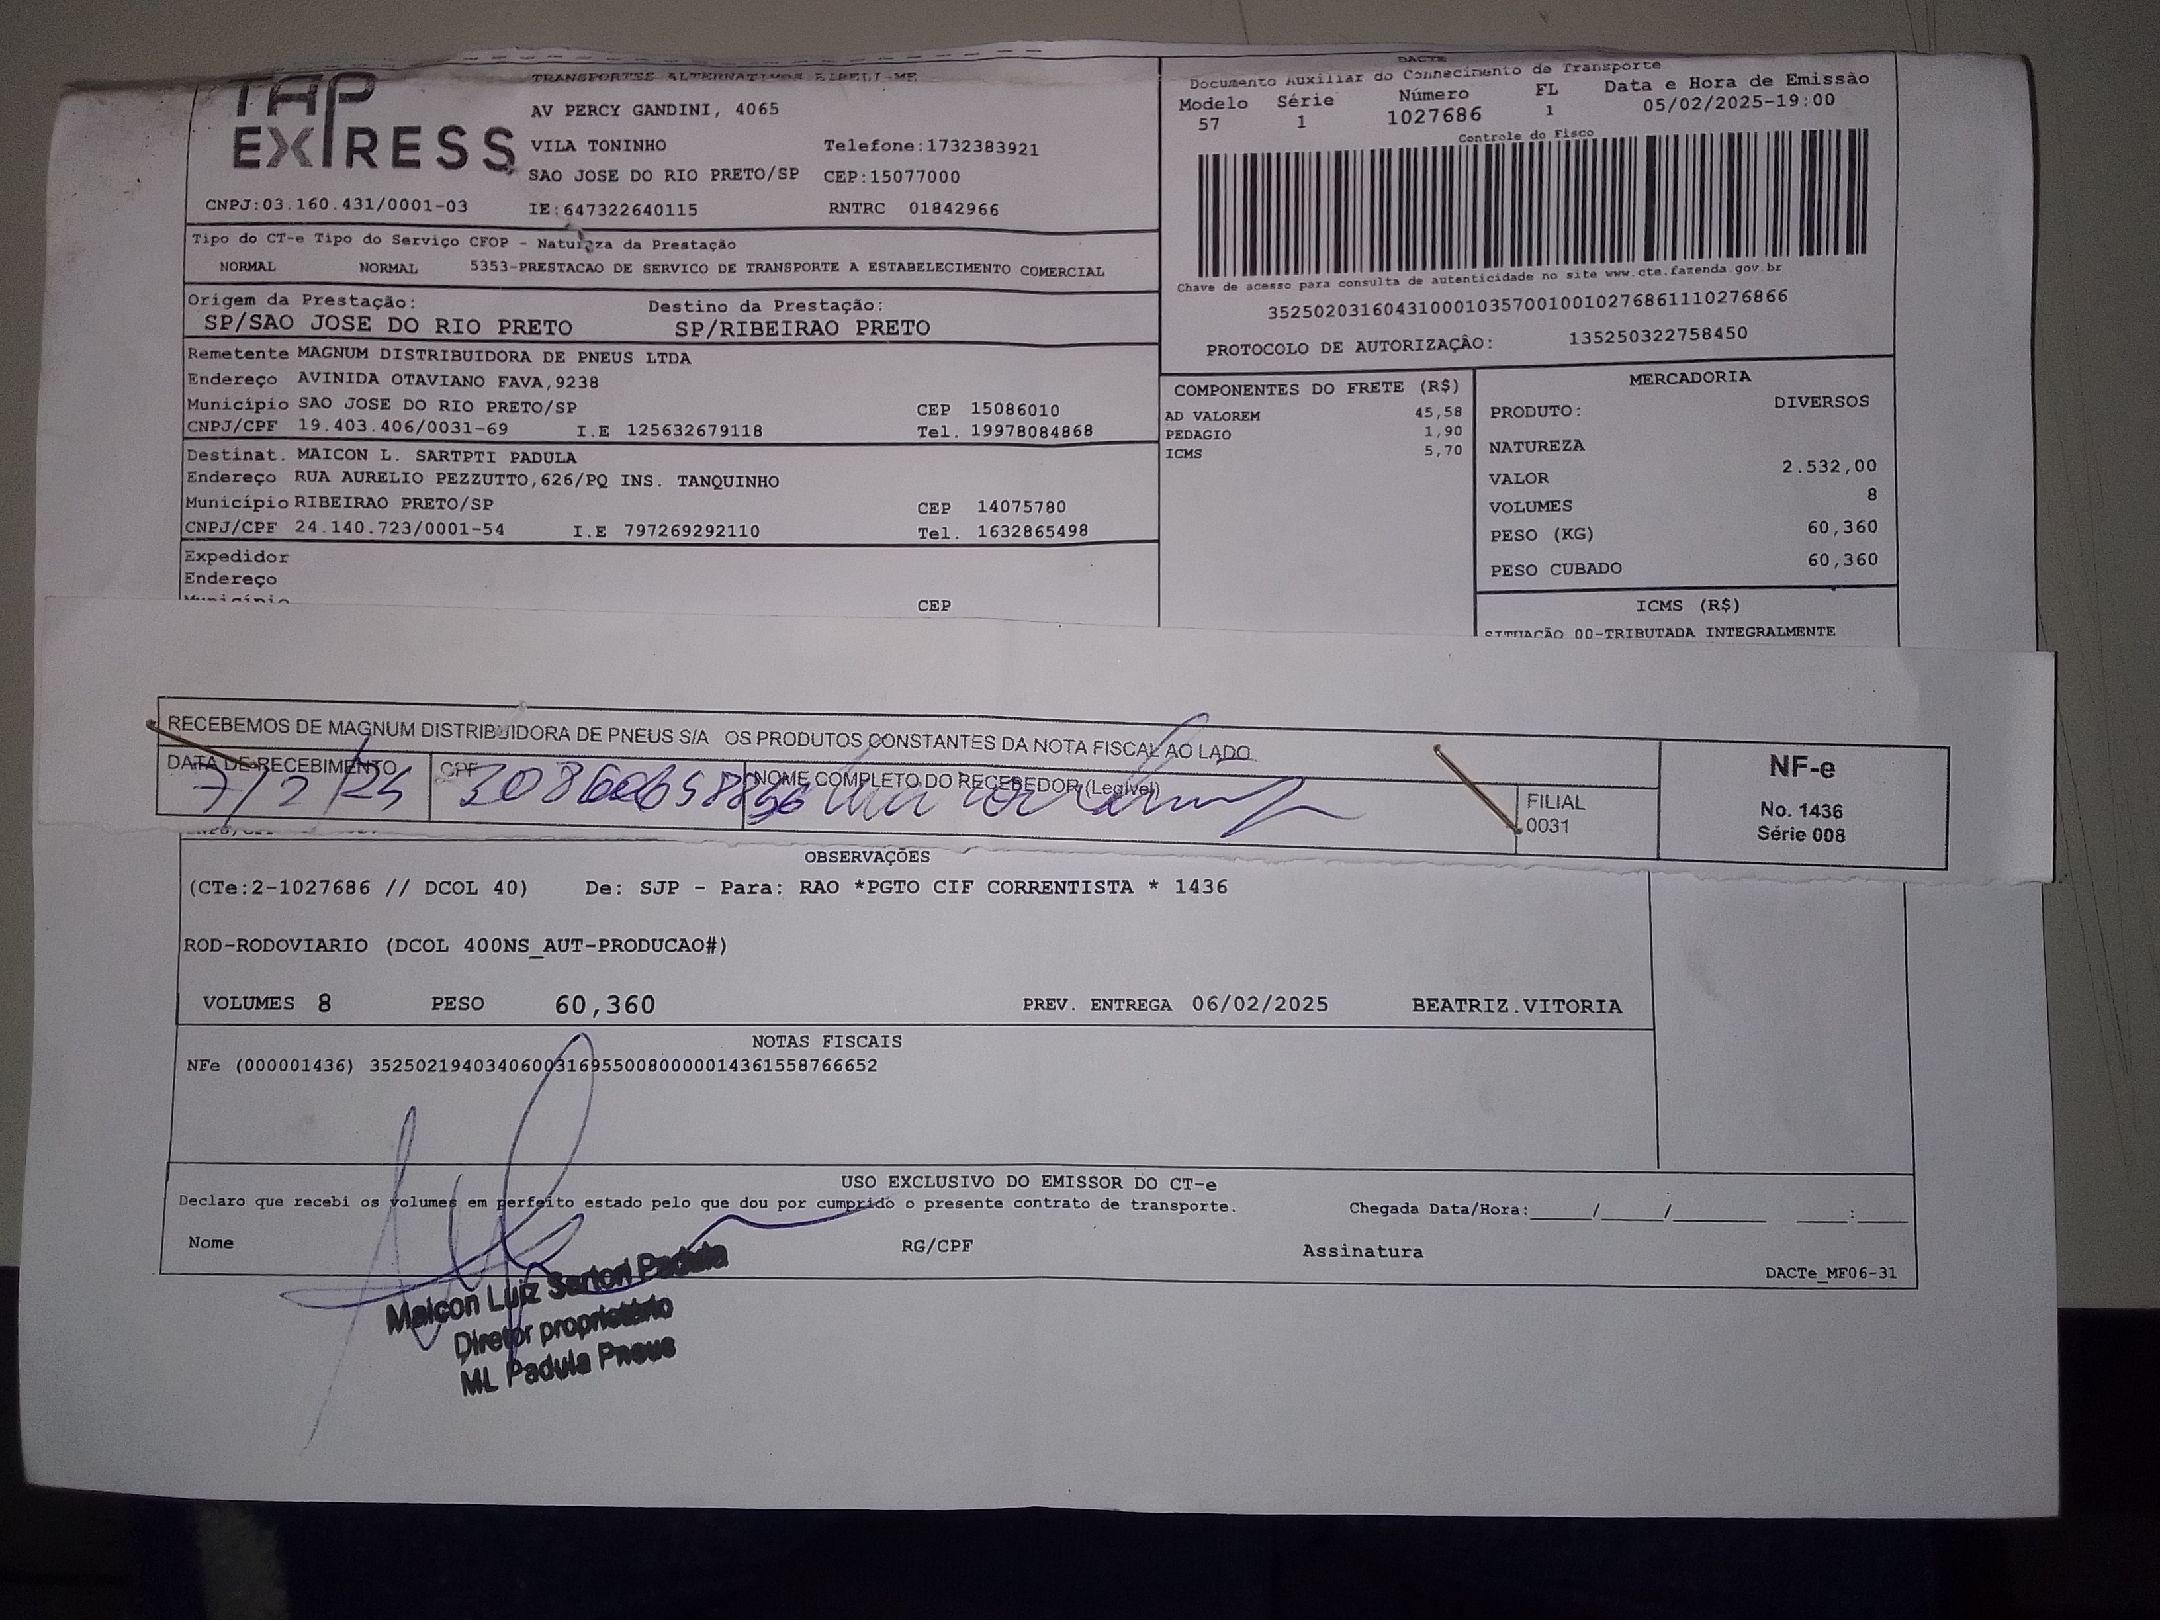 TAP
EXPRESS
TRANSPORTES ALTERNATIVOS EIRELI-ME
AV PERCY GANDINI, 4065
VILA TONINHO Telefone:1732383921
SAO JOSE DO RIO PRETO/SP CEP:15077000
CNPJ:03.160.431/0001-03 IE:647322640115 RNTRC 01842966
DACTE
Documento Auxiliar do Conhecimento de Transporte
Modelo Série Número FL Data e Hora de Emissão
57 1 1027686 1 05/02/2025-19:00
Controle do Fisco
Chave de acesso para consulta de autenticidade no site www.cte.fazenda.gov.br
35250203160431000103570010010276861110276866
PROTOCOLO DE AUTORIZAÇÃO: 135250322758450
Tipo do CT-e Tipo do Serviço CFOP - Natureza da Prestação
NORMAL NORMAL 5353-PRESTACAO DE SERVICO DE TRANSPORTE A ESTABELECIMENTO COMERCIAL
Origem da Prestação: Destino da Prestação:
SP/SAO JOSE DO RIO PRETO SP/RIBEIRAO PRETO
Remetente MAGNUM DISTRIBUIDORA DE PNEUS LTDA
Endereço AVINIDA OTAVIANO FAVA,9238
Município SAO JOSE DO RIO PRETO/SP CEP 15086010
CNPJ/CPF 19.403.406/0031-69 I.E 125632679118 Tel. 19978084868
Destinat. MAICON L. SARTPTI PADULA
Endereço RUA AURELIO PEZZUTTO,626/PQ INS. TANQUINHO
Município RIBEIRAO PRETO/SP CEP 14075780
CNPJ/CPF 24.140.723/0001-54 I.E 797269292110 Tel. 1632865498
Expedidor
Endereço
Município CEP
COMPONENTES DO FRETE (R$)
AD VALOREM 45,58
PEDAGIO 1,90
ICMS 5,70
MERCADORIA
PRODUTO: DIVERSOS
NATUREZA
VALOR 2.532,00
VOLUMES 8
PESO (KG) 60,360
PESO CUBADO 60,360
ICMS (R$)
SITUAÇÃO 00-TRIBUTADA INTEGRALMENTE
RECEBEMOS DE MAGNUM DISTRIBUIDORA DE PNEUS S/A OS PRODUTOS CONSTANTES DA NOTA FISCAL AO LADO
DATA DE RECEBIMENTO CPF NOME COMPLETO DO RECEBEDOR (Legível)
7/2/25
FILIAL
0031
NF-e
No. 1436
Série 008
OBSERVAÇÕES
(CTe:2-1027686 // DCOL 40) De: SJP - Para: RAO *PGTO CIF CORRENTISTA * 1436
ROD-RODOVIARIO (DCOL 400NS_AUT-PRODUCAO#)
VOLUMES 8 PESO 60,360 PREV. ENTREGA 06/02/2025 BEATRIZ.VITORIA
NOTAS FISCAIS
NFe (000001436) 35250219403406003169550080000014361558766652
USO EXCLUSIVO DO EMISSOR DO CT-e
Declaro que recebi os volumes em perfeito estado pelo que dou por cumprido o presente contrato de transporte. Chegada Data/Hora:_____/_____/________ ____:____
Nome RG/CPF Assinatura
DACTe_MF06-31
Maicon Luiz Sartori Padula
Diretor proprietário
ML Padula Pneus